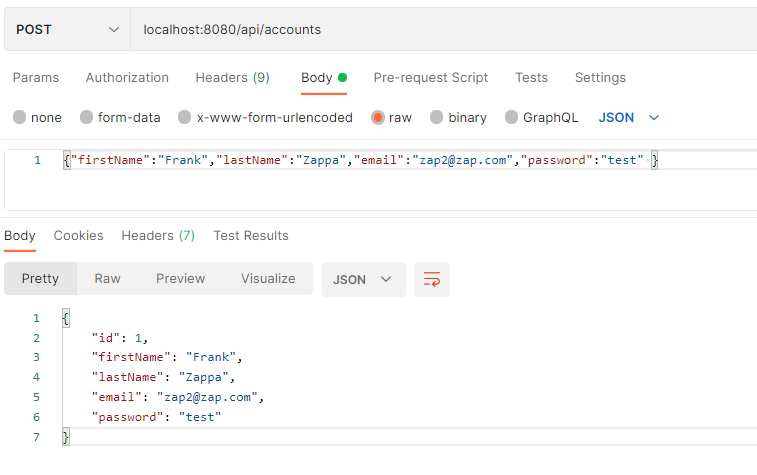 POST localhost:8080/api/accounts
Params Authorization Headers (9) Body Pre-request Script Tests Settings
none form-data x-www-form-urlencoded raw binary GraphQL JSON
1 {"firstName":"Frank","lastName":"Zappa","email":"zap2@zap.com","password":"test" }
Body Cookies Headers (7) Test Results
Pretty Raw Preview Visualize JSON
1 {
2 "id": 1,
3 "firstName": "Frank",
4 "lastName": "Zappa",
5 "email": "zap2@zap.com",
6 "password": "test"
7 }